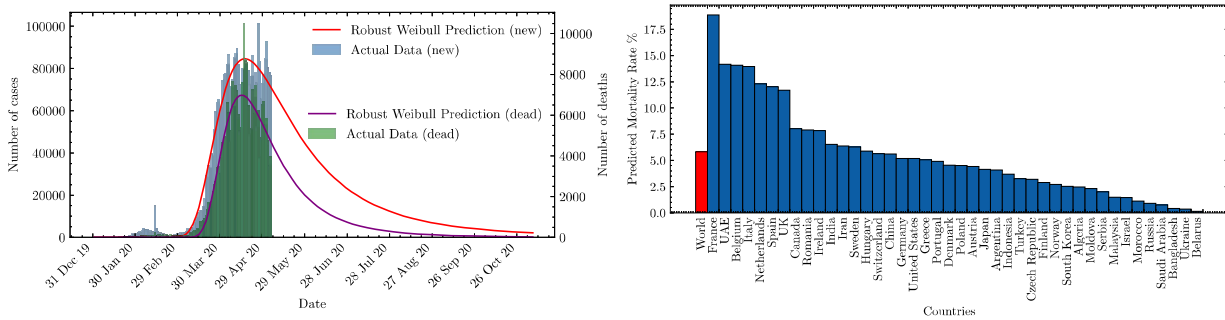 100000
80000
60000
40000
20000
0
Number of cases
Robust Weibull Prediction (new)
Actual Data (new)
Robust Weibull Prediction (dead)
Actual Data (dead)
10000
8000
6000
4000
2000
0
Number of deaths
31 Dec 19
30 Jan 20
29 Feb 20
30 Mar 20
29 Apr 20
29 May 20
28 Jun 20
28 Jul 20
27 Aug 20
26 Sep 20
26 Oct 20
Date
17.5
15.0
12.5
10.0
7.5
5.0
2.5
0.0
Predicted Mortality Rate %
World
France
UAE
Belgium
Italy
Netherlands
Spain
UK
Canada
Romania
Ireland
India
Iran
Sweden
Hungary
Switzerland
China
Germany
United States
Greece
Portugal
Denmark
Poland
Austria
Japan
Argentina
Indonesia
Turkey
Czech Republic
Finland
Norway
South Korea
Algeria
Moldova
Serbia
Malaysia
Israel
Morocco
Russia
Saudi Arabia
Bangladesh
Ukraine
Belarus
Countries